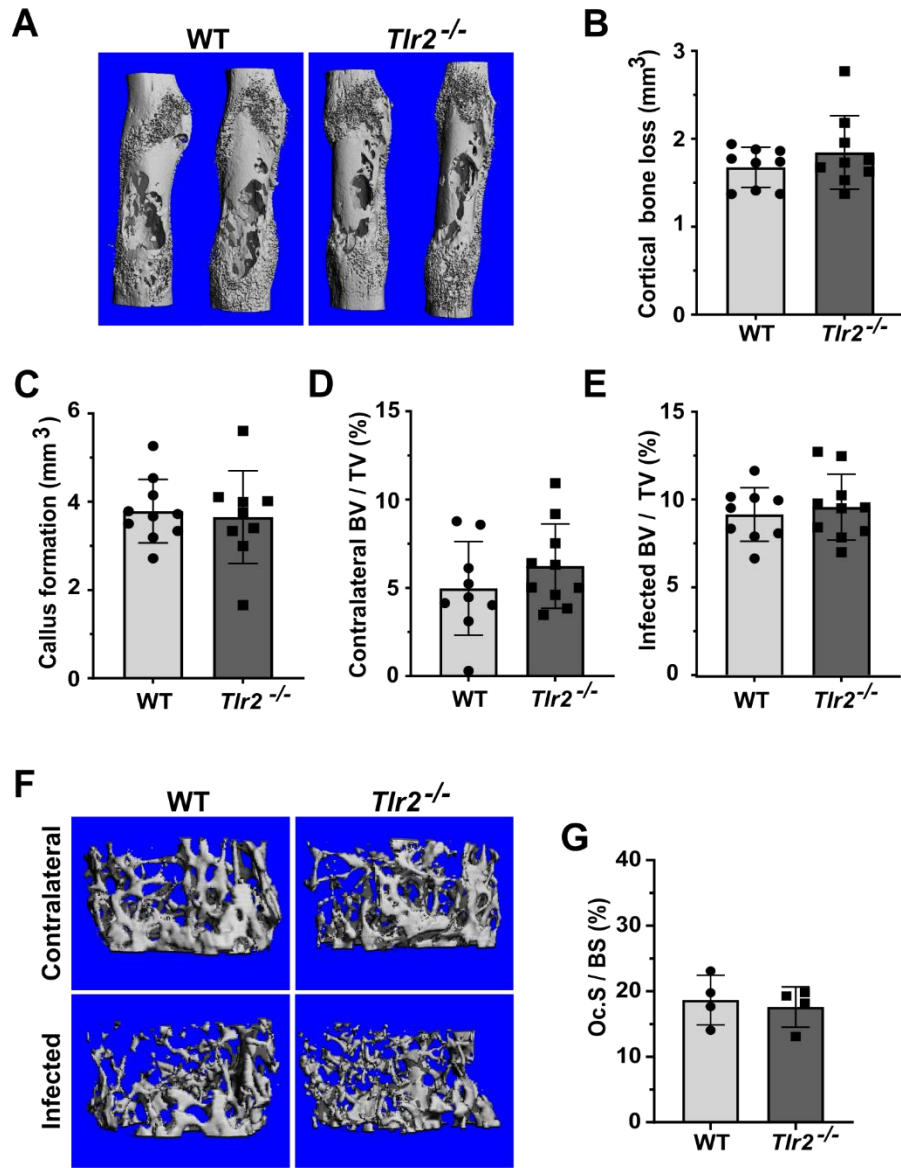 A
WT
Tlr2-/-
B
Cortical bone loss (mm3)
3
2
1
0
WT
Tlr2-/-
C
Callus formation (mm3)
6
4
2
0
WT
Tlr2-/-
D
Contralateral BV / TV (%)
15
10
5
0
WT
Tlr2-/-
E
Infected BV / TV (%)
15
10
5
0
WT
Tlr2-/-
F
WT
Tlr2-/-
Contralateral
Infected
G
Oc.S / BS (%)
40
20
20
10
0
WT
Tlr2-/-